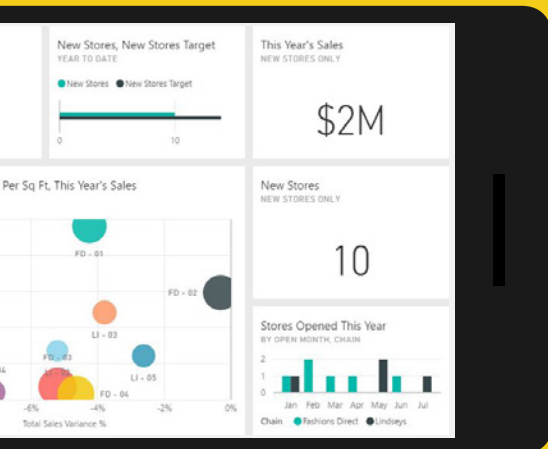 New Stores, New Stores Target
YEAR TO DATE
New Stores New Stores Target
0 10
This Year's Sales
NEW STORES ONLY
$2M
Per Sq Ft, This Year's Sales
FD - 01
FD - 02
LI - 03
FD - 03
LI - 05
FD - 04
-6% -4% -2% 0%
Total Sales Variance %
New Stores
NEW STORES ONLY
10
Stores Opened This Year
BY OPEN MONTH, CHAIN
2
1
0
Jan Feb Mar Apr May Jun Jul
Chain Fashions Direct Lindseys